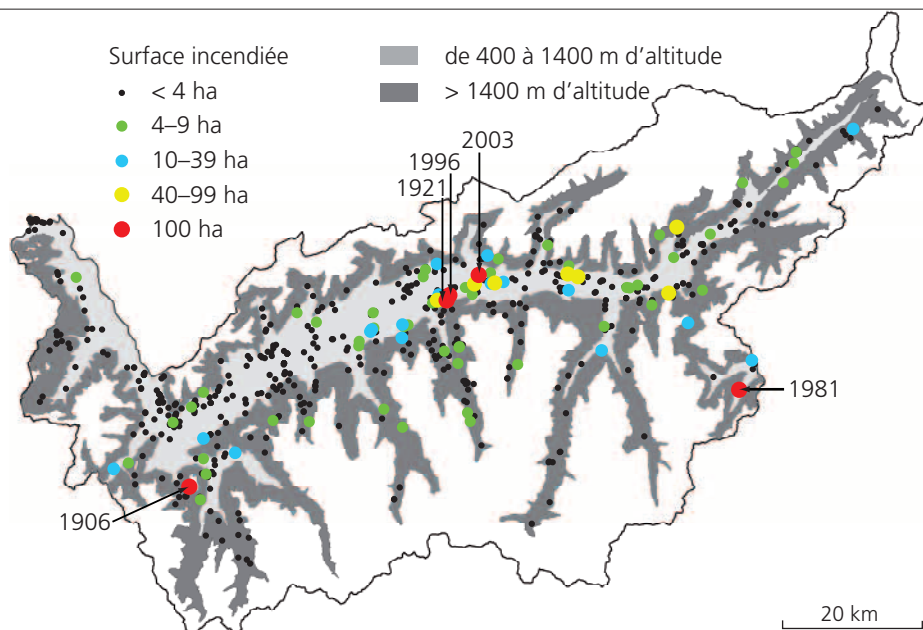 Surface incendiée
< 4 ha
4–9 ha
10–39 ha
40–99 ha
100 ha
de 400 à 1400 m d'altitude
> 1400 m d'altitude
2003
1996
1921
1981
1906
20 km